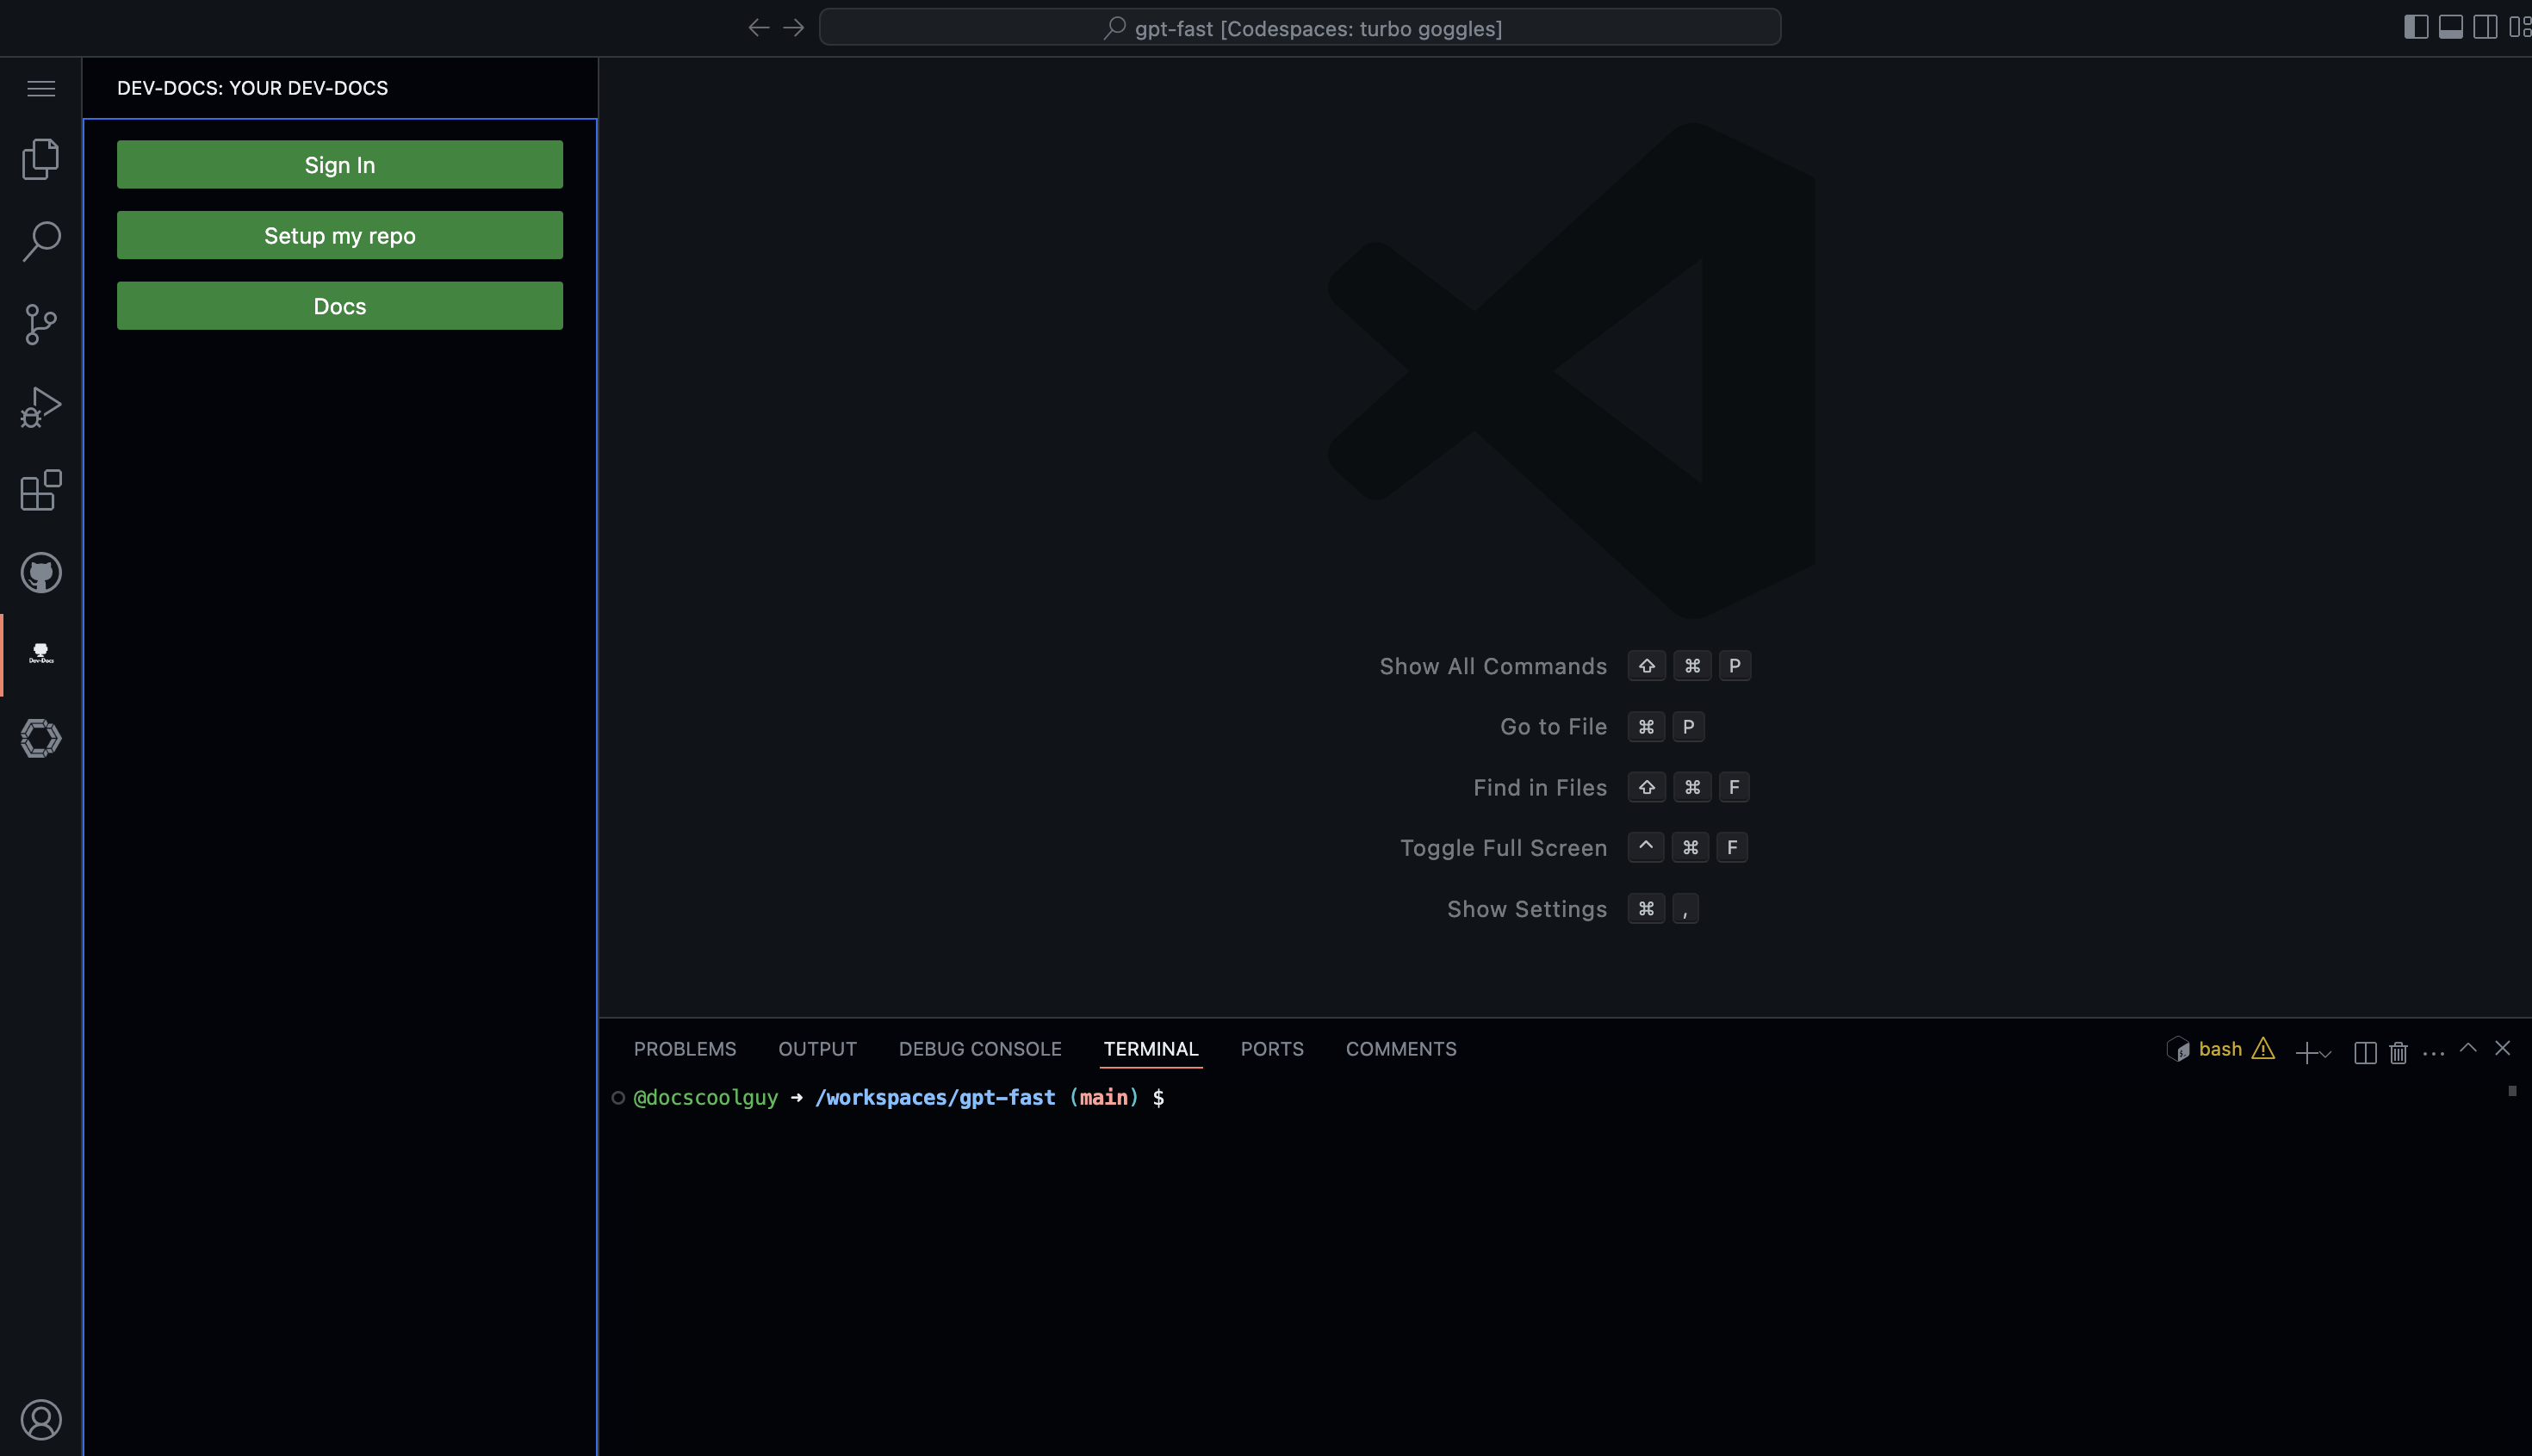 gpt-fast [Codespaces: turbo goggles]
DEV-DOCS: YOUR DEV-DOCS
Sign In
Setup my repo
Docs
Dev-Docs
Show All Commands ⇧ ⌘ P
Go to File ⌘ P
Find in Files ⇧ ⌘ F
Toggle Full Screen ^ ⌘ F
Show Settings ⌘ ,
PROBLEMS OUTPUT DEBUG CONSOLE TERMINAL PORTS COMMENTS bash
@docscoolguy → /workspaces/gpt-fast (main) $